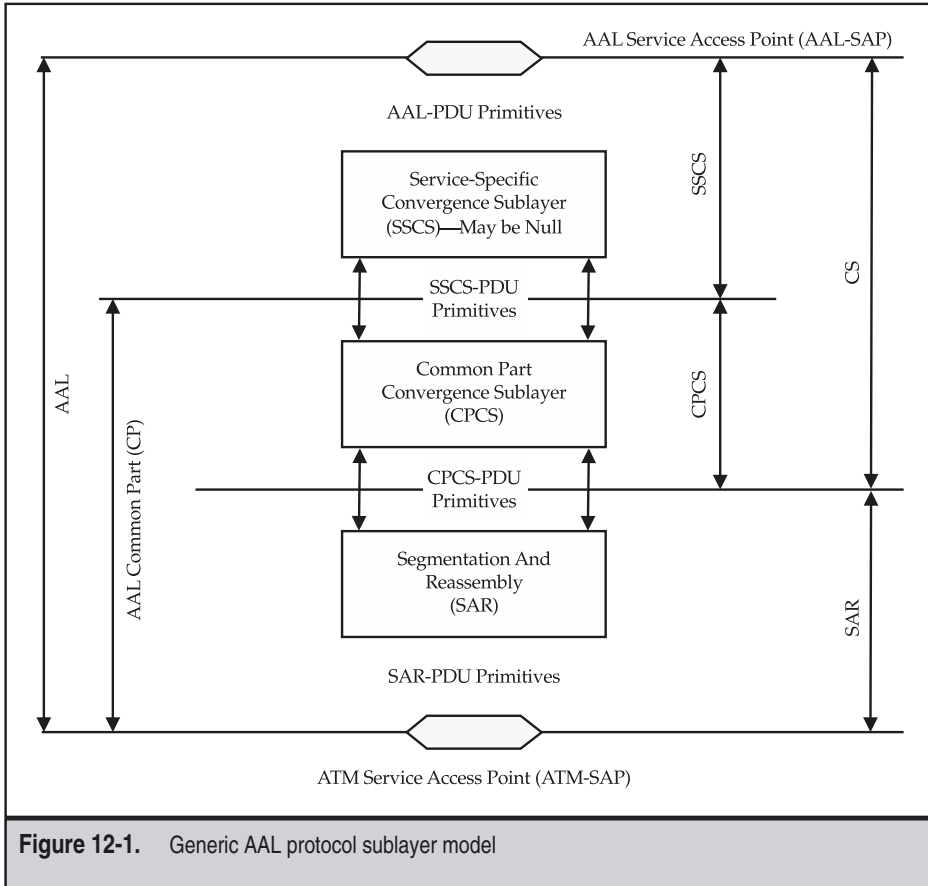 AAL Service Access Point (AAL-SAP)
AAL-PDU Primitives
Service-Specific
Convergence Sublayer
(SSCS)—May be Null
SSCS
CS
SSCS-PDU
Primitives
AAL
Common Part
Convergence Sublayer
(CPCS)
CPCS
AAL Common Part (CP)
CPCS-PDU
Primitives
Segmentation And
Reassembly
(SAR)
SAR
SAR-PDU Primitives
ATM Service Access Point (ATM-SAP)
Figure 12-1. Generic AAL protocol sublayer model